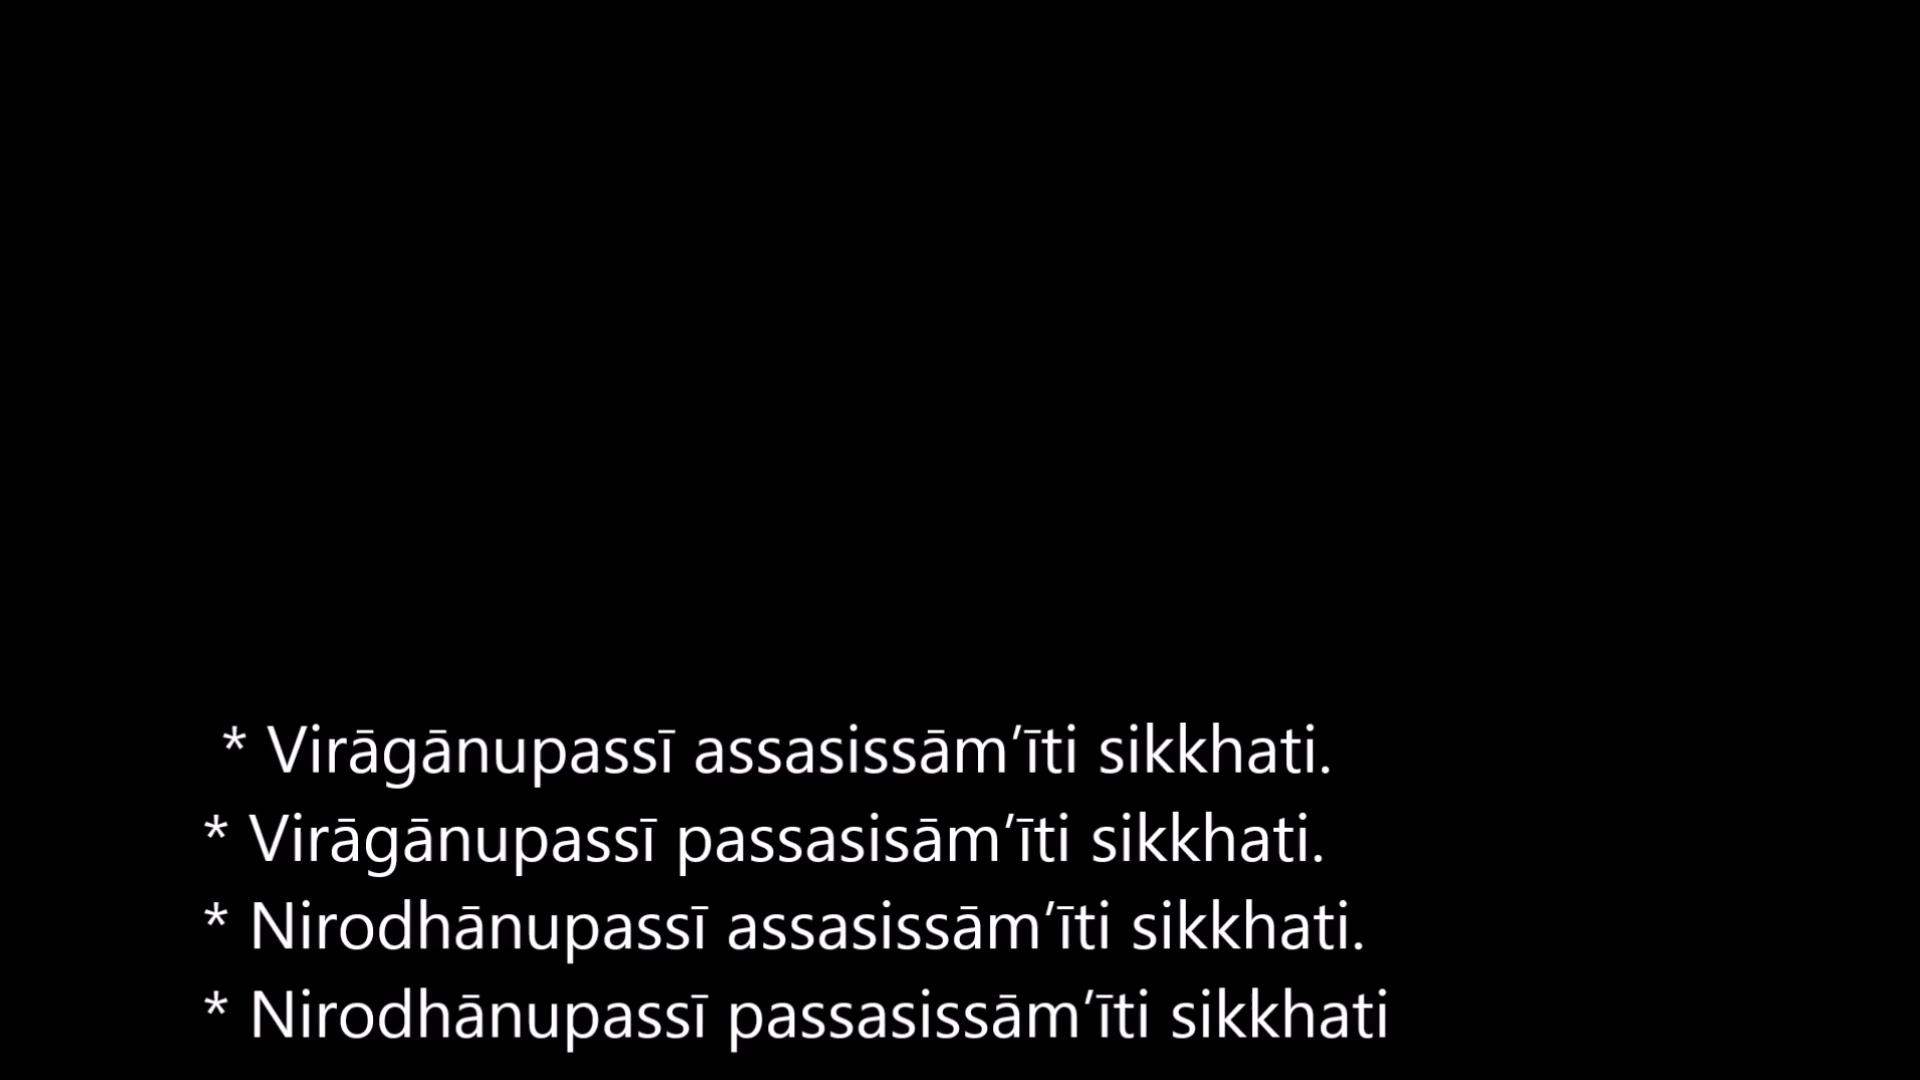 * Virāgānupassī assasissām’īti sikkhati.
* Virāgānupassī passasisām’īti sikkhati.
* Nirodhānupassī assasissām’īti sikkhati.
* Nirodhānupassī passasissām’īti sikkhati